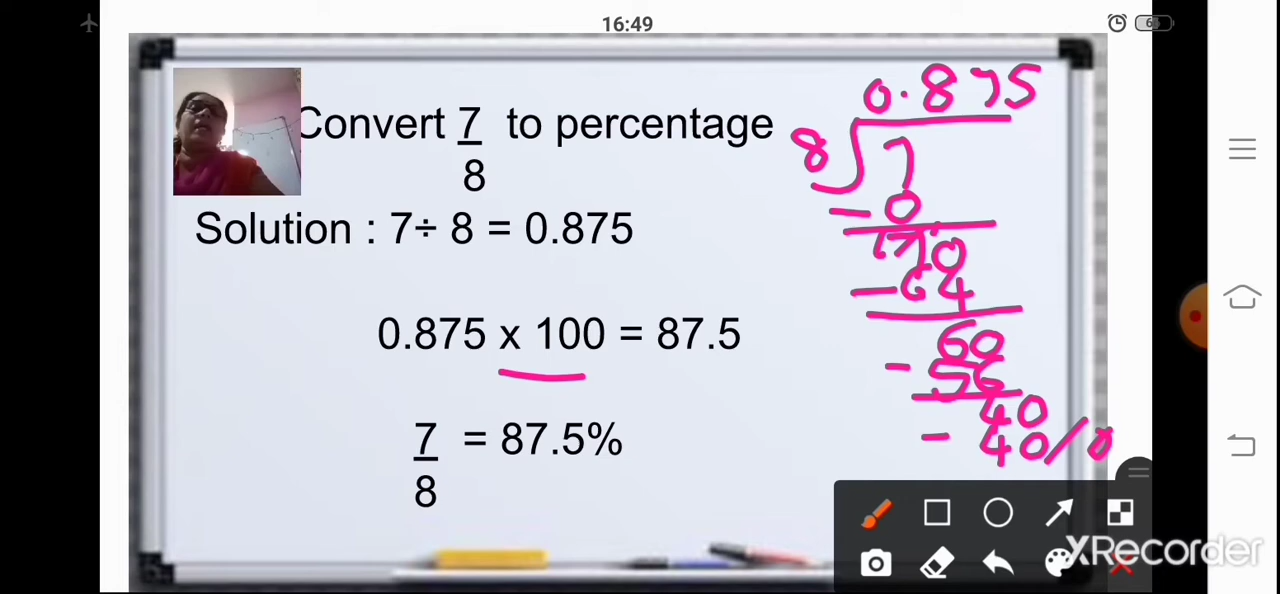 16:49
Convert 7/8 to percentage
Solution : 7÷ 8 = 0.875
0.875 x 100 = 87.5
7/8 = 87.5%
0.875
8 7
- 0
70
- 64
60
- 56
40
- 40/0
XRecorder